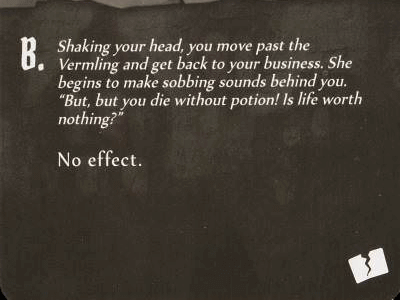 B. Shaking your head, you move past the
Vermling and get back to your business. She
begins to make sobbing sounds behind you.
“But, but you die without potion! Is life worth
nothing?”
No effect.